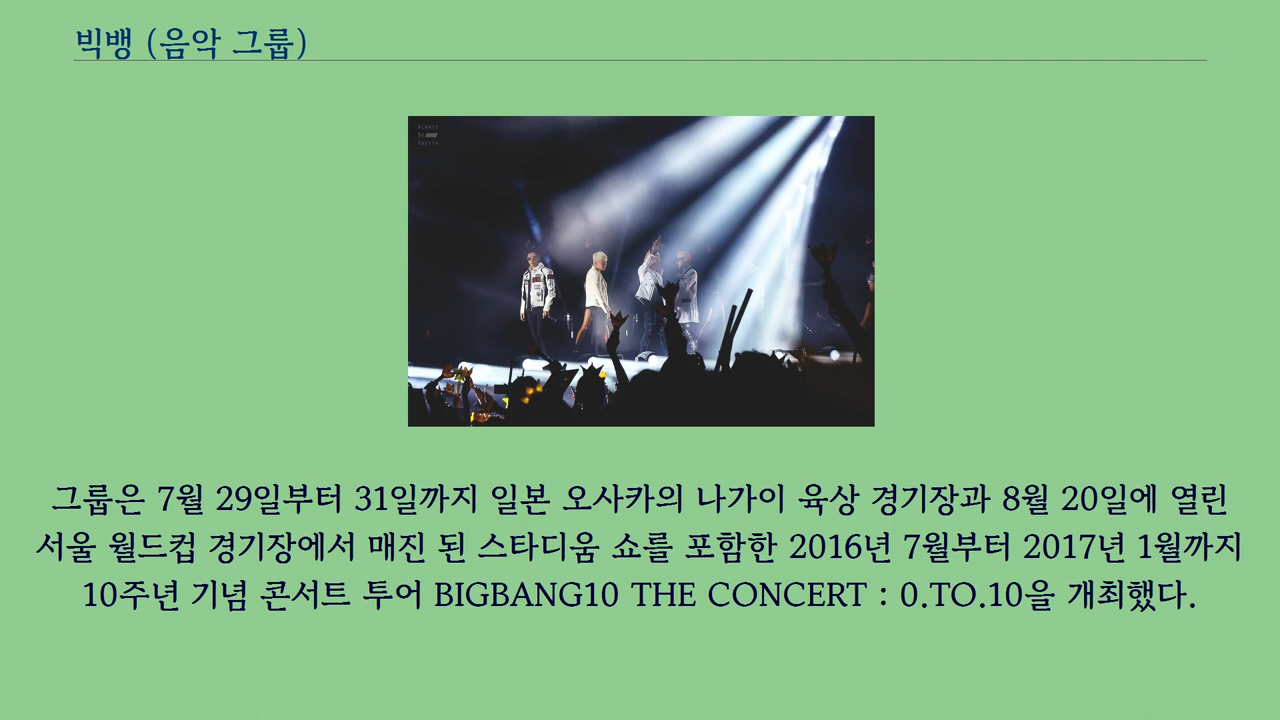 빅뱅 (음악 그룹)
ALWAYS
BE
PRETTY
그룹은 7월 29일부터 31일까지 일본 오사카의 나가이 육상 경기장과 8월 20일에 열린
서울 월드컵 경기장에서 매진 된 스타디움 쇼를 포함한 2016년 7월부터 2017년 1월까지
10주년 기념 콘서트 투어 BIGBANG10 THE CONCERT : 0.TO.10을 개최했다.